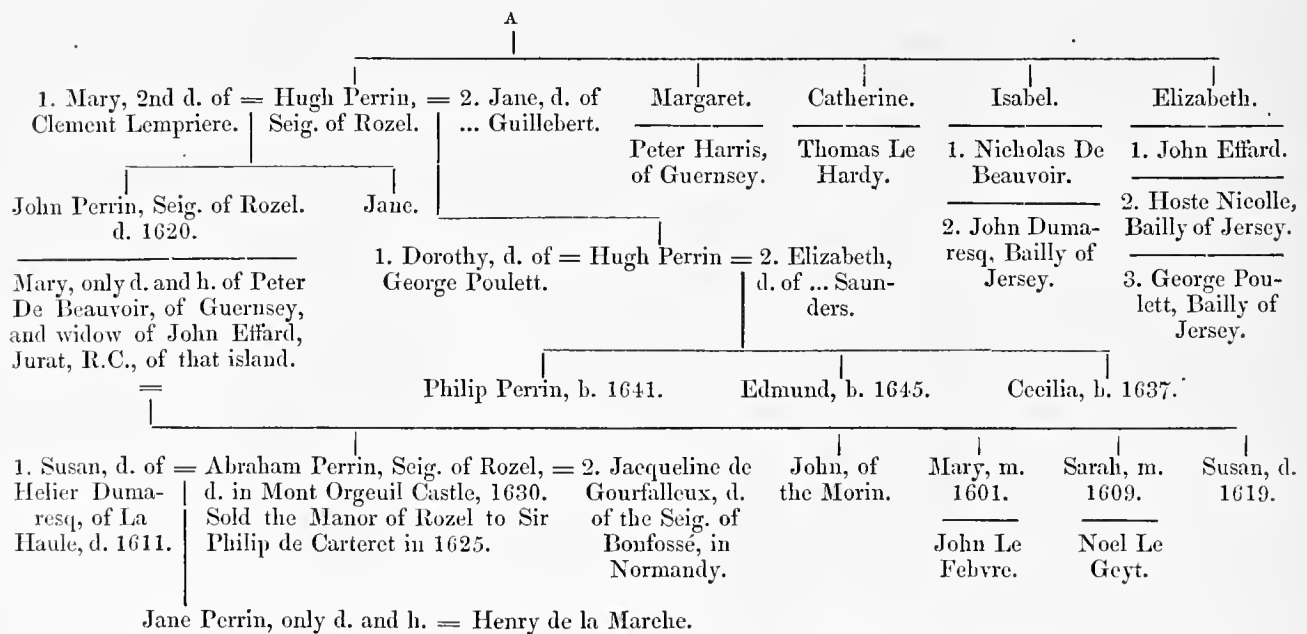 A
1. Mary, 2nd d. of = Hugh Perrin, = 2. Jane, d. of
Clement Lempriere. Seig. of Rozel. ... Guillebert.
Margaret.
Peter Harris,
of Guernsey.
Catherine.
Thomas Le
Hardy.
Isabel.
1. Nicholas De
Beauvoir.
2. John Duma-
resq, Bailly of
Jersey.
Elizabeth.
1. John Effard.
2. Hoste Nicolle,
Bailly of Jersey.
3. George Pou-
lett, Bailly of
Jersey.
John Perrin, Seig. of Rozel.
d. 1620.
Mary, only d. and h. of Peter
De Beauvoir, of Guernsey,
and widow of John Effard,
Jurat, R.C., of that island.
=
Jane.
1. Dorothy, d. of = Hugh Perrin = 2. Elizabeth,
George Poulett. d. of ... Saun-
ders.
Philip Perrin, b. 1641. Edmund, b. 1645. Cecilia, b. 1637.
1. Susan, d. of = Abraham Perrin, Seig. of Rozel, = 2. Jacqueline de
Helier Duma- d. in Mont Orgeuil Castle, 1630. Gourfalleux, d.
resq, of La Sold the Manor of Rozel to Sir of the Seig. of
Haule, d. 1611. Philip de Carteret in 1625. Bonfossé, in
Normandy.
John, of
the Morin.
Mary, m.
1601.
John Le
Febvre.
Sarah, m.
1609.
Noel Le
Geyt.
Susan, d.
1619.
Jane Perrin, only d. and h. = Henry de la Marche.